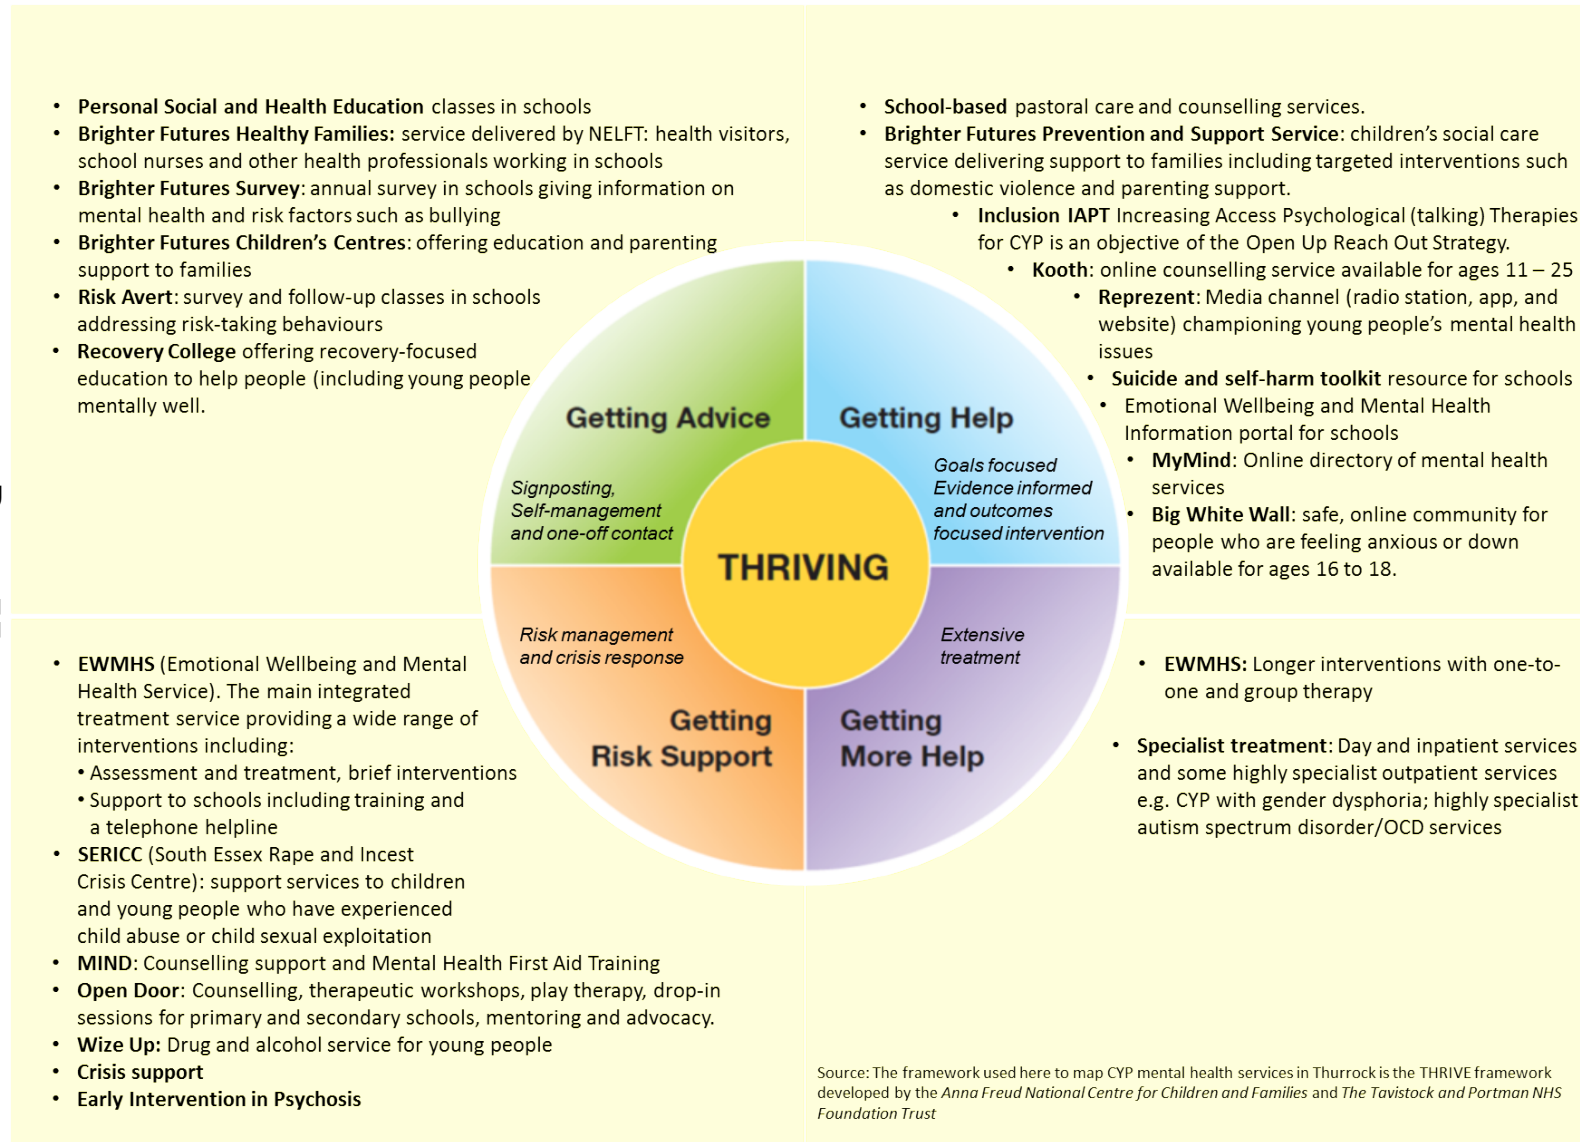 • Personal Social and Health Education classes in schools
• Brighter Futures Healthy Families: service delivered by NELFT: health visitors,
school nurses and other health professionals working in schools
• Brighter Futures Survey: annual survey in schools giving information on
mental health and risk factors such as bullying
• Brighter Futures Children’s Centres: offering education and parenting
support to families
• Risk Avert: survey and follow-up classes in schools
addressing risk-taking behaviours
• Recovery College offering recovery-focused
education to help people (including young people
mentally well.
• School-based pastoral care and counselling services.
• Brighter Futures Prevention and Support Service: children’s social care
service delivering support to families including targeted interventions such
as domestic violence and parenting support.
• Inclusion IAPT Increasing Access Psychological (talking) Therapies
for CYP is an objective of the Open Up Reach Out Strategy.
• Kooth: online counselling service available for ages 11 – 25
• Reprezent: Media channel (radio station, app, and
website) championing young people’s mental health
issues
• Suicide and self-harm toolkit resource for schools
• Emotional Wellbeing and Mental Health
Information portal for schools
• MyMind: Online directory of mental health
services
• Big White Wall: safe, online community for
people who are feeling anxious or down
available for ages 16 to 18.
Getting Advice
Signposting,
Self-management
and one-off contact
Getting Help
Goals focused
Evidence informed
and outcomes
focused intervention
THRIVING
Risk management
and crisis response
Getting
Risk Support
Extensive
treatment
Getting
More Help
• EWMHS (Emotional Wellbeing and Mental
Health Service). The main integrated
treatment service providing a wide range of
interventions including:
• Assessment and treatment, brief interventions
• Support to schools including training and
a telephone helpline
• SERICC (South Essex Rape and Incest
Crisis Centre): support services to children
and young people who have experienced
child abuse or child sexual exploitation
• MIND: Counselling support and Mental Health First Aid Training
• Open Door: Counselling, therapeutic workshops, play therapy, drop-in
sessions for primary and secondary schools, mentoring and advocacy.
• Wize Up: Drug and alcohol service for young people
• Crisis support
• Early Intervention in Psychosis
• EWMHS: Longer interventions with one-to-
one and group therapy
• Specialist treatment: Day and inpatient services
and some highly specialist outpatient services
e.g. CYP with gender dysphoria; highly specialist
autism spectrum disorder/OCD services
Source: The framework used here to map CYP mental health services in Thurrock is the THRIVE framework
developed by the Anna Freud National Centre for Children and Families and The Tavistock and Portman NHS
Foundation Trust